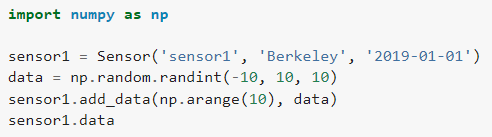 import numpy as np
sensor1 = Sensor('sensor1', 'Berkeley', '2019-01-01')
data = np.random.randint(-10, 10, 10)
sensor1.add_data(np.arange(10), data)
sensor1.data